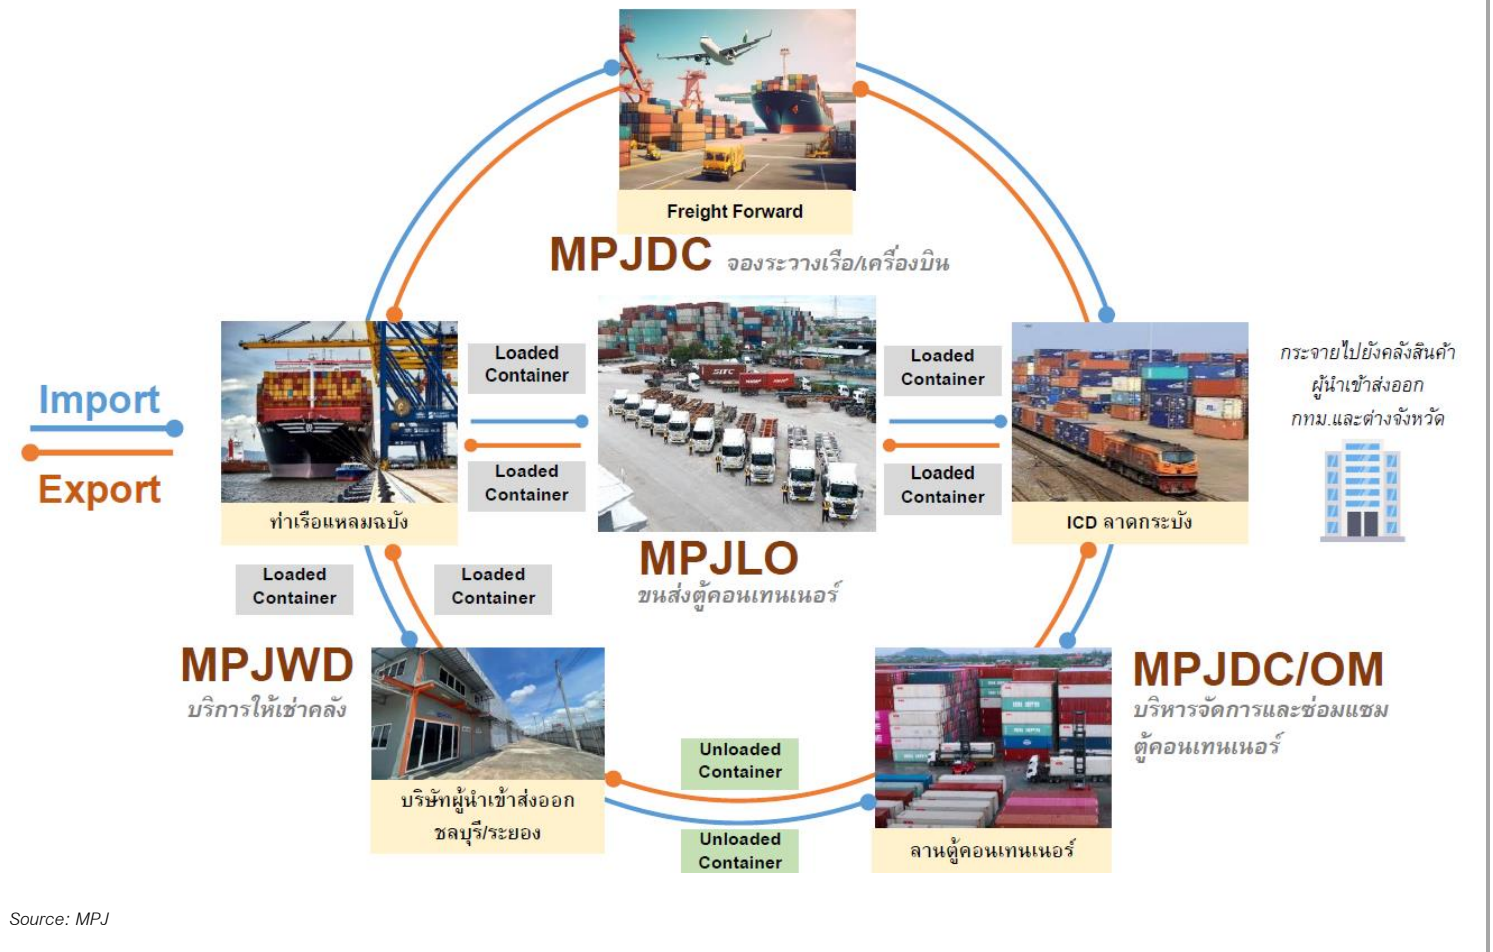 Freight Forward
MPJDC จองระวางเรือ/เครื่องบิน
Import
Export
Loaded
Container
Loaded
Container
Loaded
Container
Loaded
Container
กระจายไปยังคลังสินค้า
ผู้นำเข้าส่งออก
กทม.และต่างจังหวัด
ท่าเรือแหลมฉบัง
ICD ลาดกระบัง
MPJLO
ขนส่งตู้คอนเทนเนอร์
Loaded
Container
Loaded
Container
MPJWD
บริการให้เช่าคลัง
MPJDC/OM
บริหารจัดการและซ่อมแซม
ตู้คอนเทนเนอร์
Unloaded
Container
Unloaded
Container
บริษัทผู้นำเข้าส่งออก
ชลบุรี/ระยอง
ลานตู้คอนเทนเนอร์
Source: MPJ